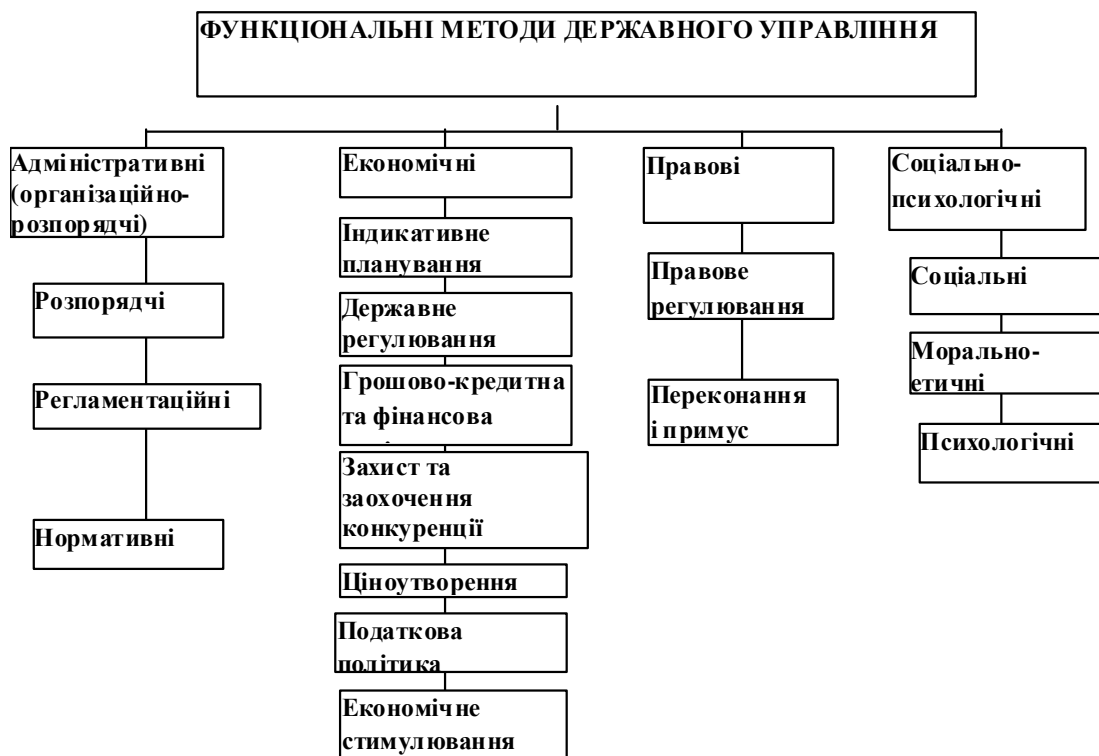 ФУНКЦІОНАЛЬНІ МЕТОДИ ДЕРЖАВНОГО УПРАВЛІННЯ
Адміністративні
(організаційно-
розпорядчі)
Розпорядчі
Регламентаційні
Нормативні
Економічні
Індикативне
планування
Державне
регулювання
Грошово-кредитна
та фінансова
Захист та
заохочення
конкуренції
Ціноутворення
Податкова
політика
Економічне
стимулювання
Правові
Правове
регулювання
Переконання
і примус
Соціально-
психологічні
Соціальні
Морально-
етичні
Психологічні